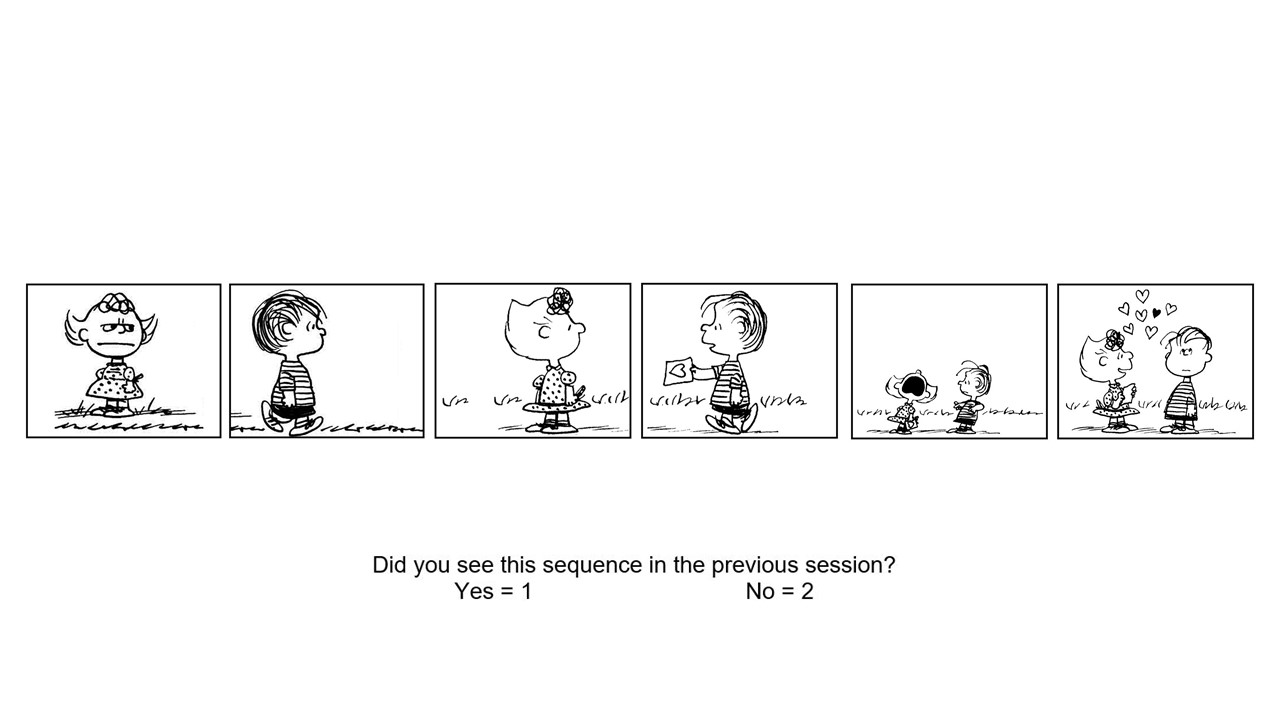 Did you see this sequence in the previous session?
Yes = 1 No = 2